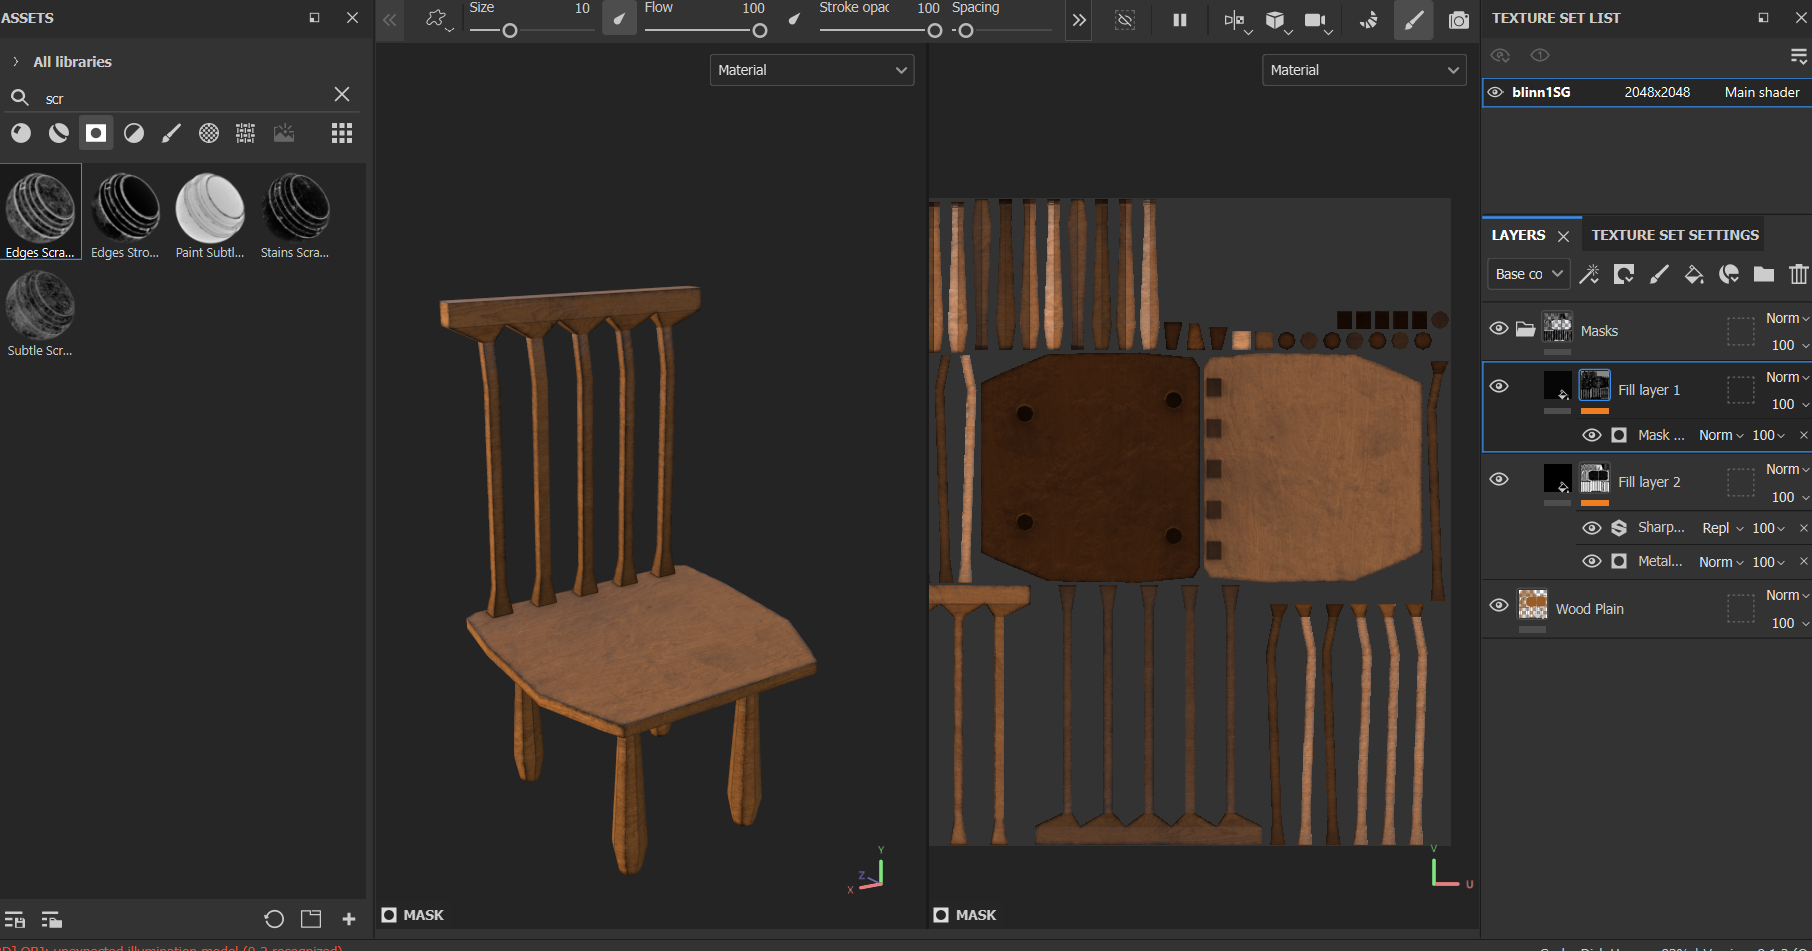 ASSETS
All libraries
scr
Edges Scra...
Edges Stro...
Paint Subtl...
Stains Scra...
Subtle Scr...
Size 10
Flow 100
Stroke opac 100
Spacing
Material
Material
Y
Z
X
V
U
MASK
MASK
TEXTURE SET LIST
blinn1SG 2048x2048 Main shader
LAYERS
TEXTURE SET SETTINGS
Base co
Masks Norm
100
Fill layer 1 Norm
100
Mask ... Norm 100
Fill layer 2 Norm
100
Sharp... Repl 100
Metal... Norm 100
Wood Plain Norm
100